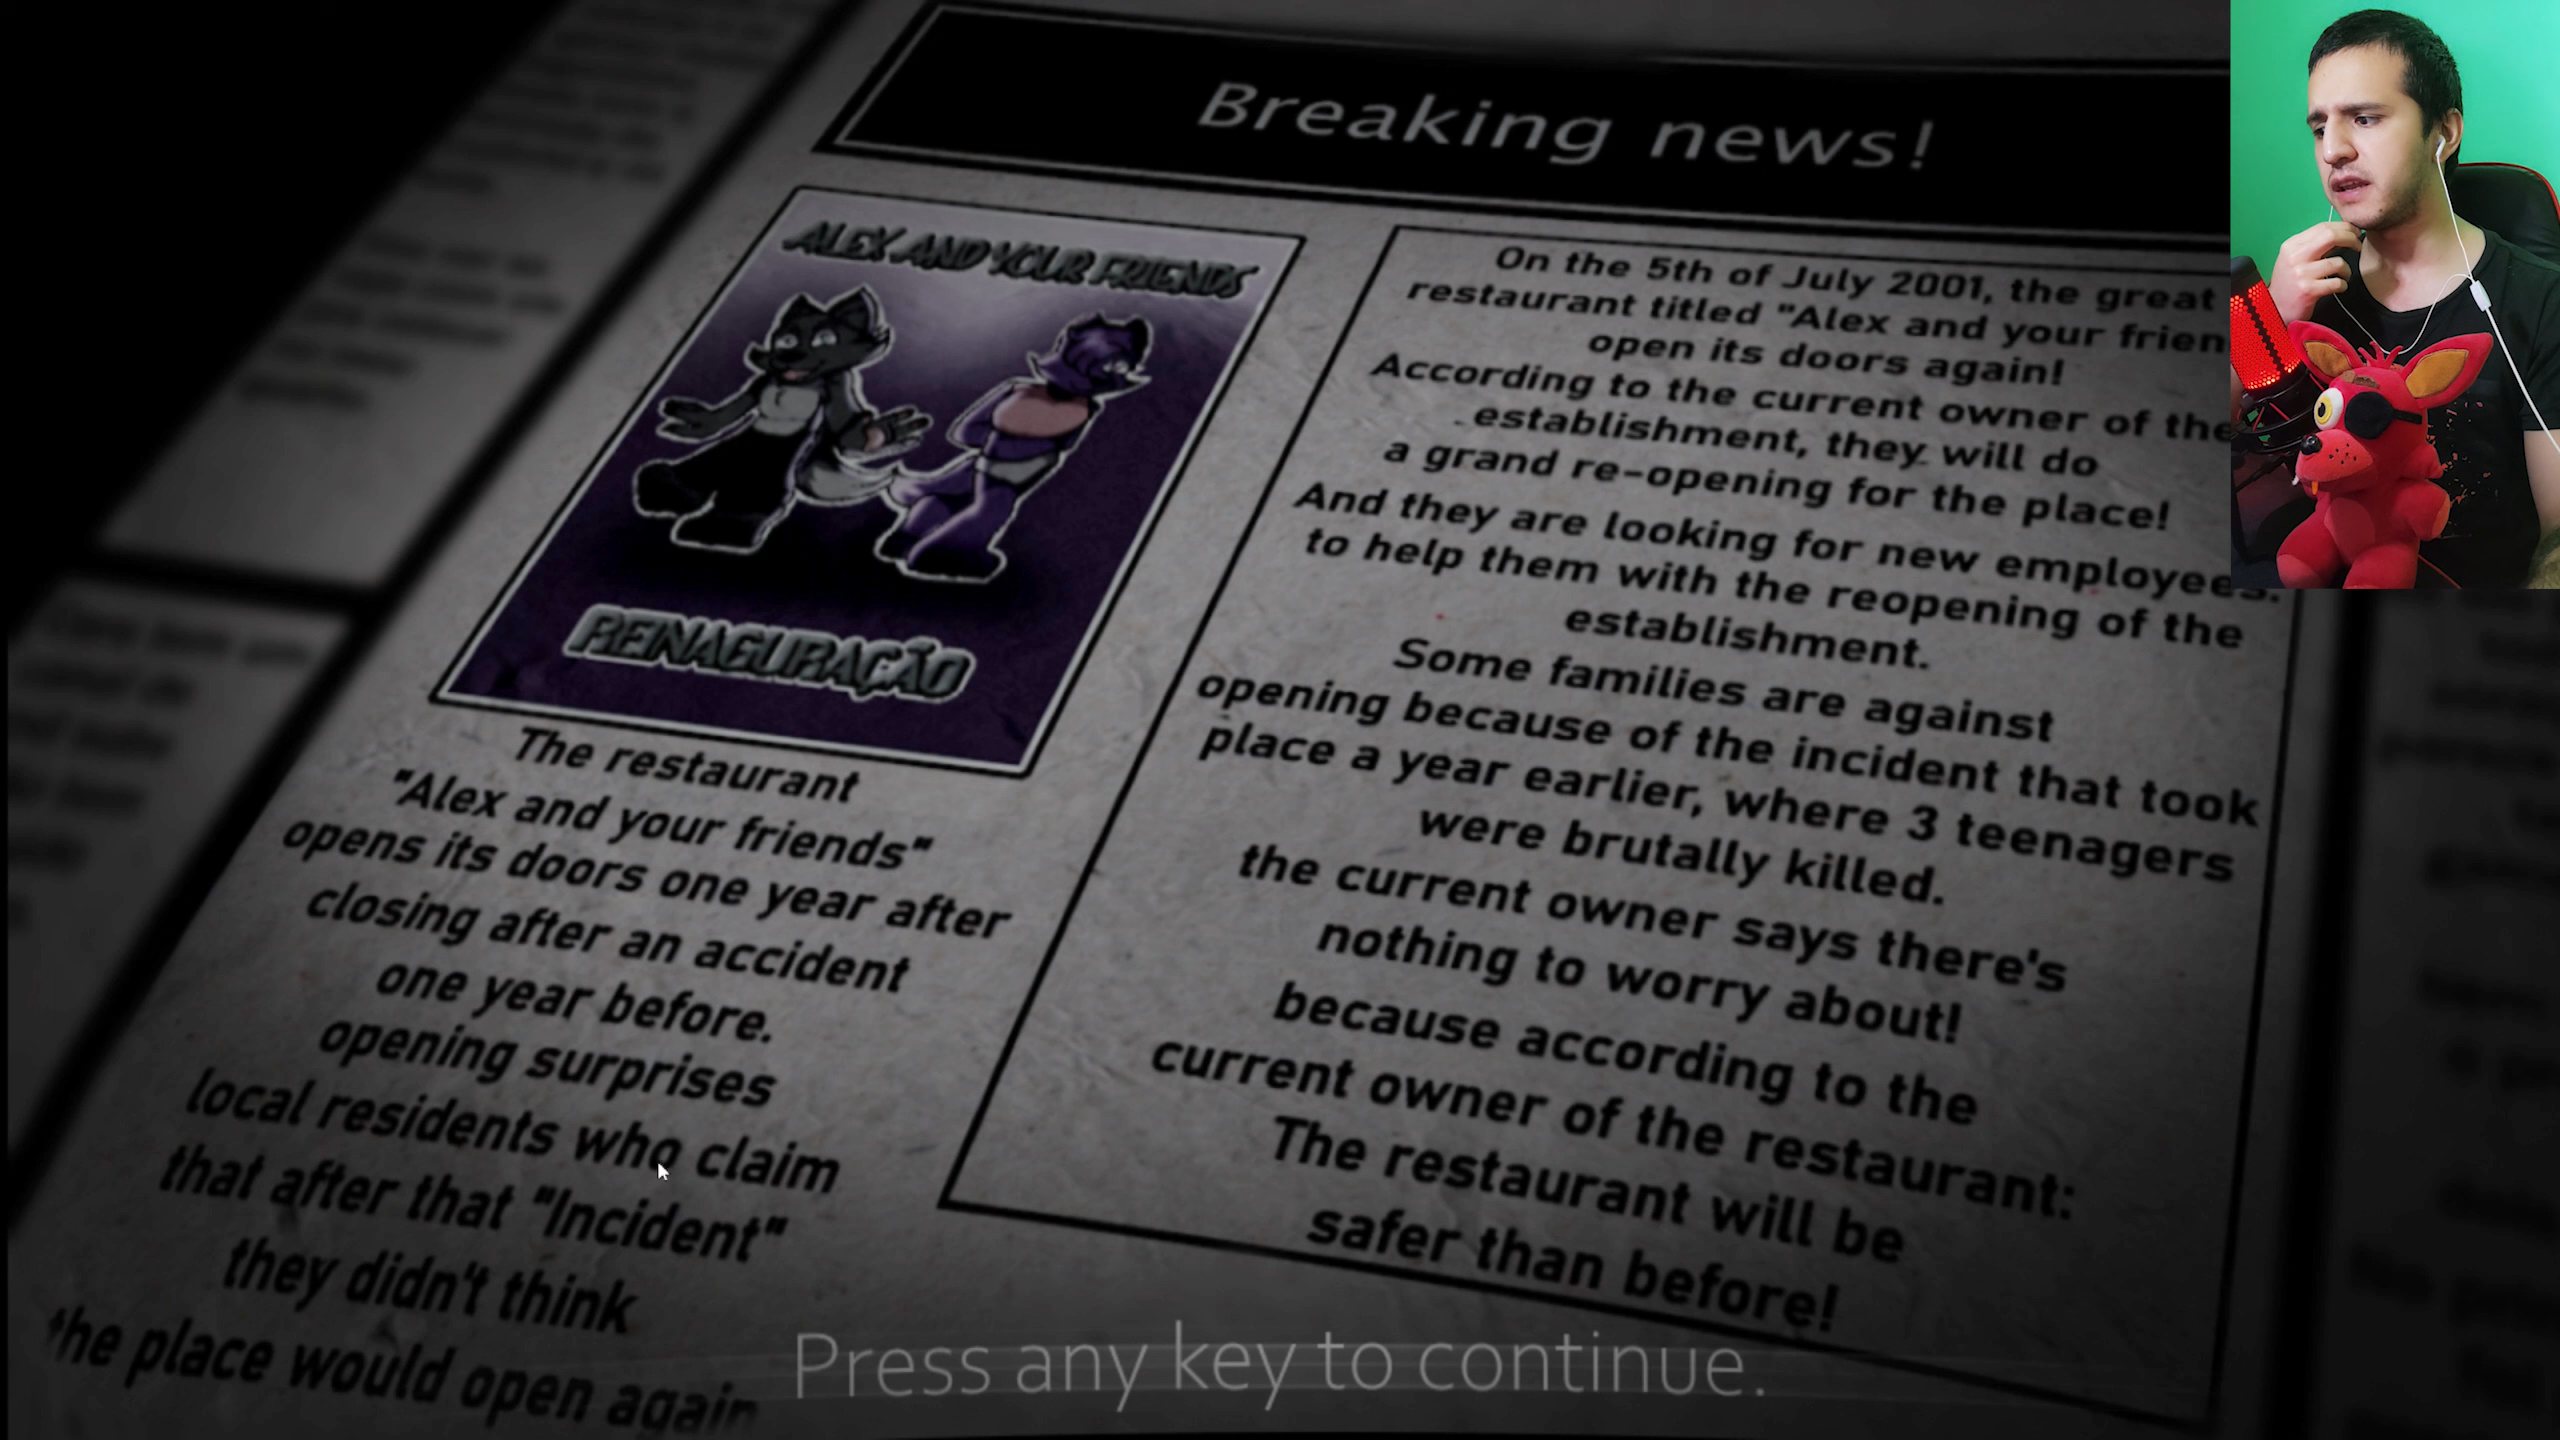 Breaking news!
ALEX AND YOUR FRIENDS
REINAGURAÇÃO
The restaurant
"Alex and your friends"
opens its doors one year after
closing after an accident
one year before.
opening surprises
local residents who claim
that after that "Incident"
they didn't think
the place would open again
On the 5th of July 2001, the great
restaurant titled "Alex and your frien
open its doors again!
According to the current owner of the
establishment, they will do
a grand re-opening for the place!
And they are looking for new employees.
to help them with the reopening of the
establishment.
Some families are against
opening because of the incident that took
place a year earlier, where 3 teenagers
were brutally killed.
the current owner says there's
nothing to worry about!
because according to the
current owner of the restaurant:
The restaurant will be
safer than before!
Press any key to continue.